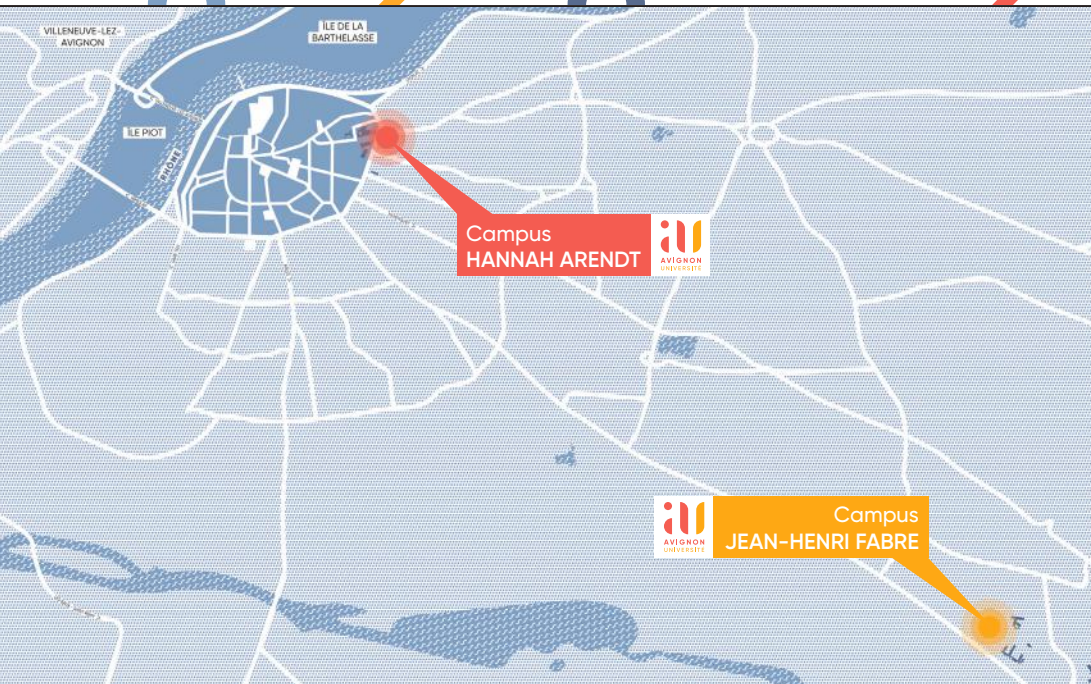 VILLENEUVE-LEZ-
AVIGNON
ÎLE DE LA
BARTHELASSE
ÎLE PIOT
RHÔNE
Campus
HANNAH ARENDT
AVIGNON
UNIVERSITÉ
AVIGNON
UNIVERSITÉ
Campus
JEAN-HENRI FABRE